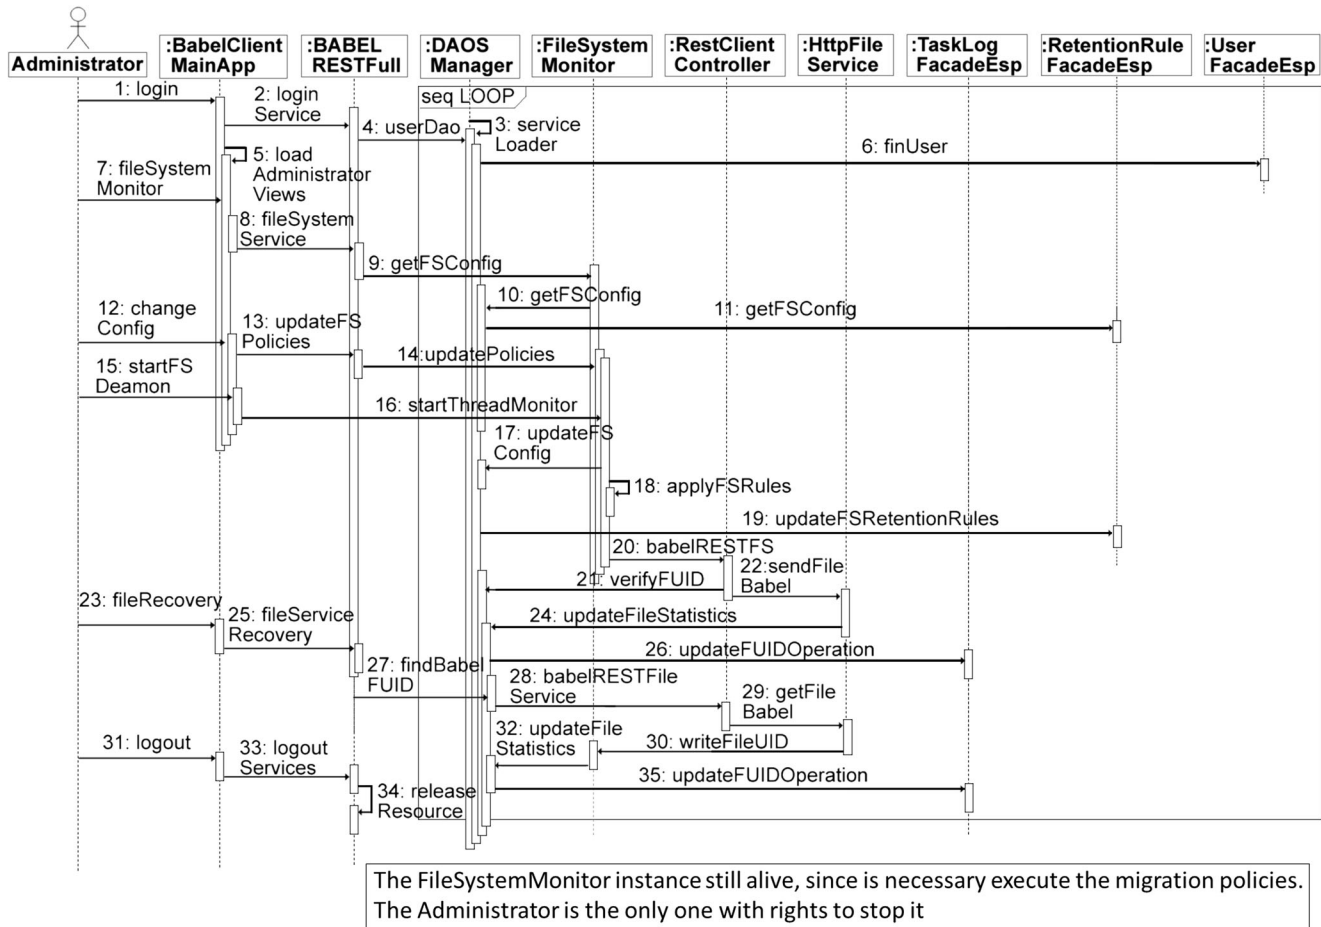 :BabelClient
MainApp
:BABEL
RESTFull
:DAOS
Manager
:FileSystem
Monitor
:RestClient
Controller
:HttpFile
Service
:TaskLog
FacadeEsp
:RetentionRule
FacadeEsp
:User
FacadeEsp
Administrator
seq LOOP
1: login
2: login
Service
3: service
Loader
4: userDao
5: load
Administrator
Views
6: finUser
7: fileSystem
Monitor
8: fileSystem
Service
9: getFSConfig
10: getFSConfig
11: getFSConfig
12: change
Config
13: updateFS
Policies
14:updatePolicies
15: startFS
Deamon
16: startThreadMonitor
17: updateFS
Config
18: applyFSRules
19: updateFSRetentionRules
20: babelRESTFS
21: verifyFUID
22:sendFile
Babel
23: fileRecovery
24: updateFileStatistics
25: fileService
Recovery
26: updateFUIDOperation
27: findBabel
FUID
28: babelRESTFile
Service
29: getFile
Babel
30: writeFileUID
31: logout
32: updateFile
Statistics
33: logout
Services
34: release
Resource
35: updateFUIDOperation
The FileSystemMonitor instance still alive, since is necessary execute the migration policies.
The Administrator is the only one with rights to stop it